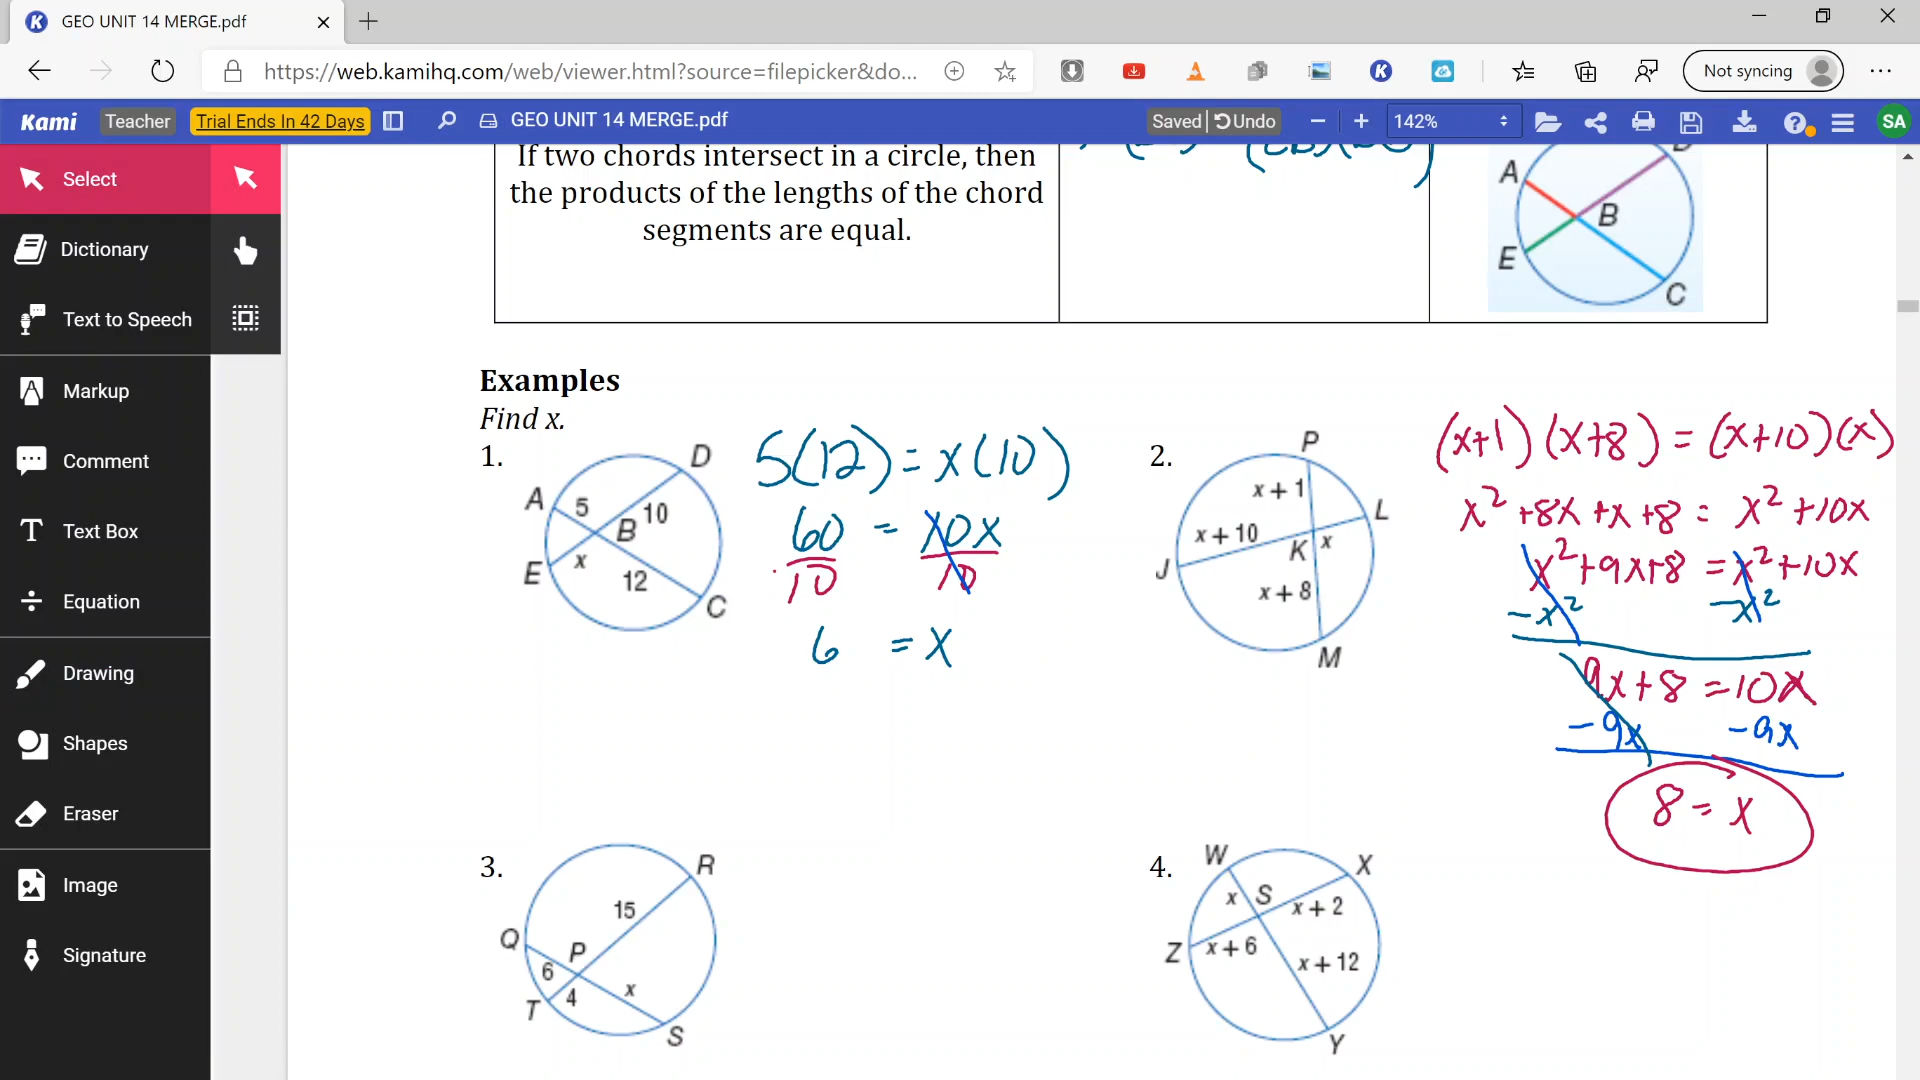 GEO UNIT 14 MERGE.pdf
https://web.kamihq.com/web/viewer.html?source=filepicker&do...
Not syncing
Kami Teacher Trial Ends In 42 Days GEO UNIT 14 MERGE.pdf Saved Undo 142% SA
Select
Dictionary
Text to Speech
Markup
Comment
Text Box
Equation
Drawing
Shapes
Eraser
Image
Signature
If two chords intersect in a circle, then
the products of the lengths of the chord
segments are equal.
A
B
E
C
Examples
Find x.
1.
D
A 5 10
B
E x 12
C
5(12) = x(10)
60 = 10x
10 10
6 = x
2.
P
x + 1
L
x + 10
K x
J
x + 8
M
(x+1)(x+8) = (x+10)(x)
x² +8x +x +8 = x² +10x
x² +9x+8 = x² +10x
-x² -x²
9x+8 = 10x
-9x -9x
8 = x
3.
R
15
Q P
6
T 4 x
S
4.
W X
x S x + 2
Z x + 6
x + 12
Y